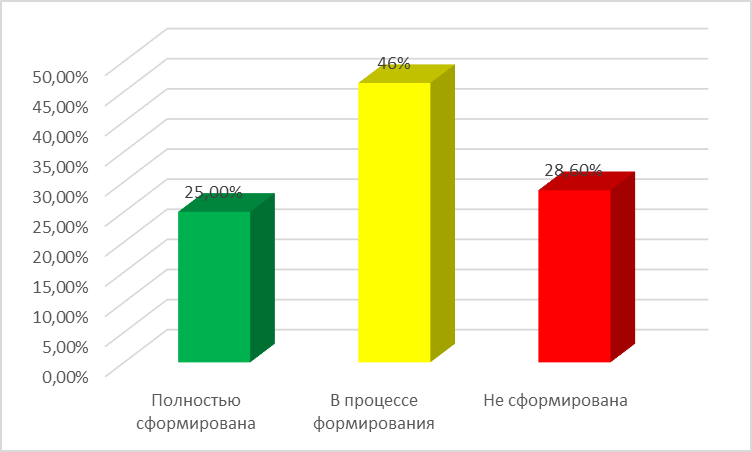 46%
50,00%
45,00%
40,00%
35,00%
30,00%
28,60%
25,00%
25,00%
20,00%
15,00%
10,00%
5,00%
0,00%
Полностью
сформирована
В процессе
формирования
Не сформирована